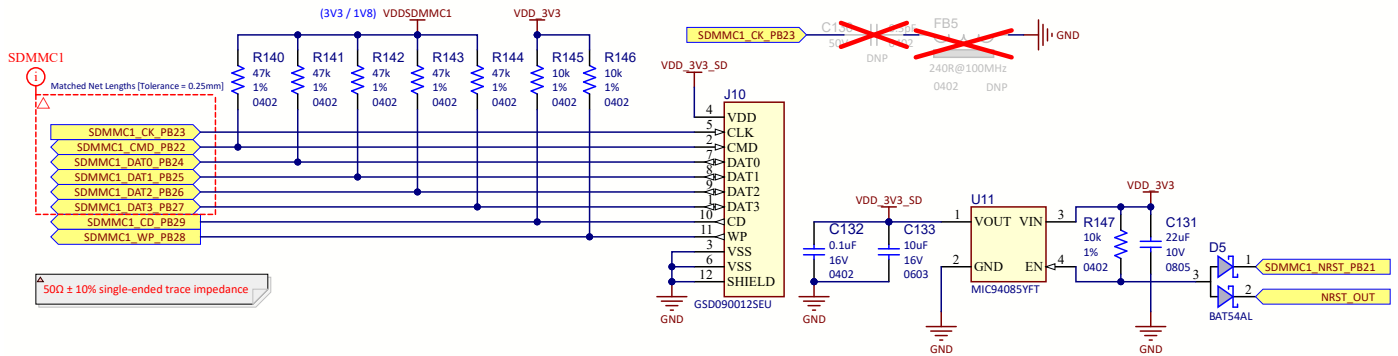 (3V3 / 1V8)
VDDSDMMC1
VDD_3V3
SDMMC1
i
Matched Net Lengths [Tolerance = 0.25mm]
R140
47k
1%
0402
R141
47k
1%
0402
R142
47k
1%
0402
R143
47k
1%
0402
R144
47k
1%
0402
R145
10k
1%
0402
R146
10k
1%
0402
SDMMC1_CK_PB23
SDMMC1_CMD_PB22
SDMMC1_DAT0_PB24
SDMMC1_DAT1_PB25
SDMMC1_DAT2_PB26
SDMMC1_DAT3_PB27
SDMMC1_CD_PB29
SDMMC1_WP_PB28
50Ω ± 10% single-ended trace impedance
SDMMC1_CK_PB23
DNP
0402
FB5
240R@100MHz
0402
DNP
GND
VDD_3V3_SD
J10
4 VDD
5 CLK
2 CMD
7 DAT0
8 DAT1
9 DAT2
1 DAT3
10 CD
11 WP
3 VSS
6 VSS
12 SHIELD
GSD090012SEU
GND
VDD_3V3_SD
C132
0.1uF
16V
0402
C133
10uF
16V
0603
GND
U11
1 VOUT VIN 3
2 GND EN 4
MIC94085YFT
GND
VDD_3V3
R147
10k
1%
0402
C131
22uF
10V
0805
GND
D5
3
1
2
BAT54AL
SDMMC1_NRST_PB21
NRST_OUT